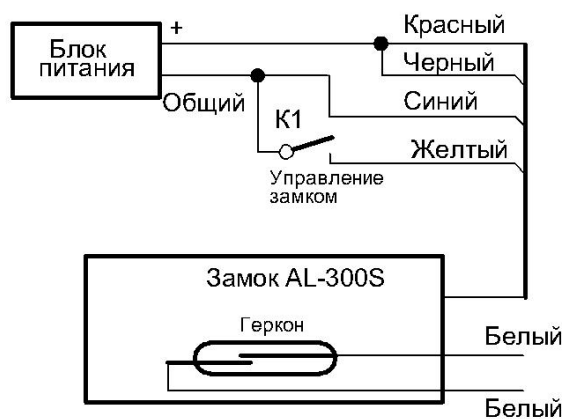 Блок
питания
+
Общий
К1
Управление
замком
Красный
Черный
Синий
Желтый
Замок AL-300S
Геркон
Белый
Белый